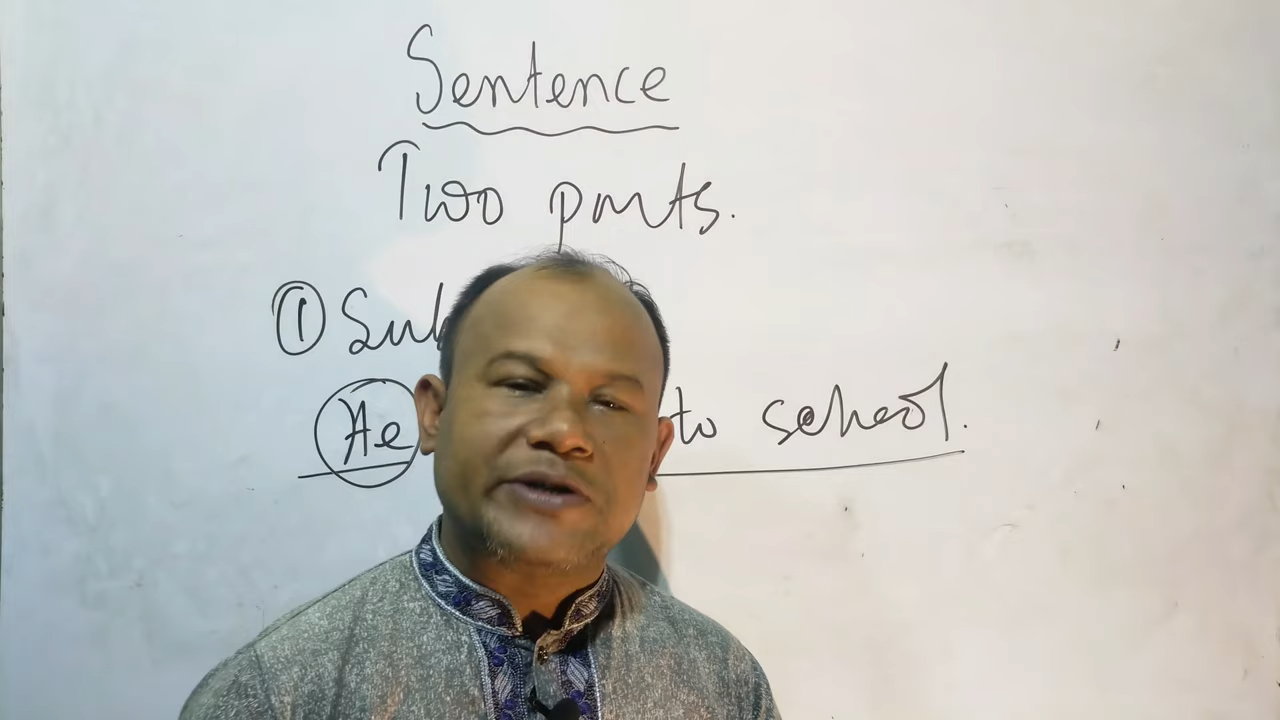 Sentence
Two parts.
① Sub
He to school.